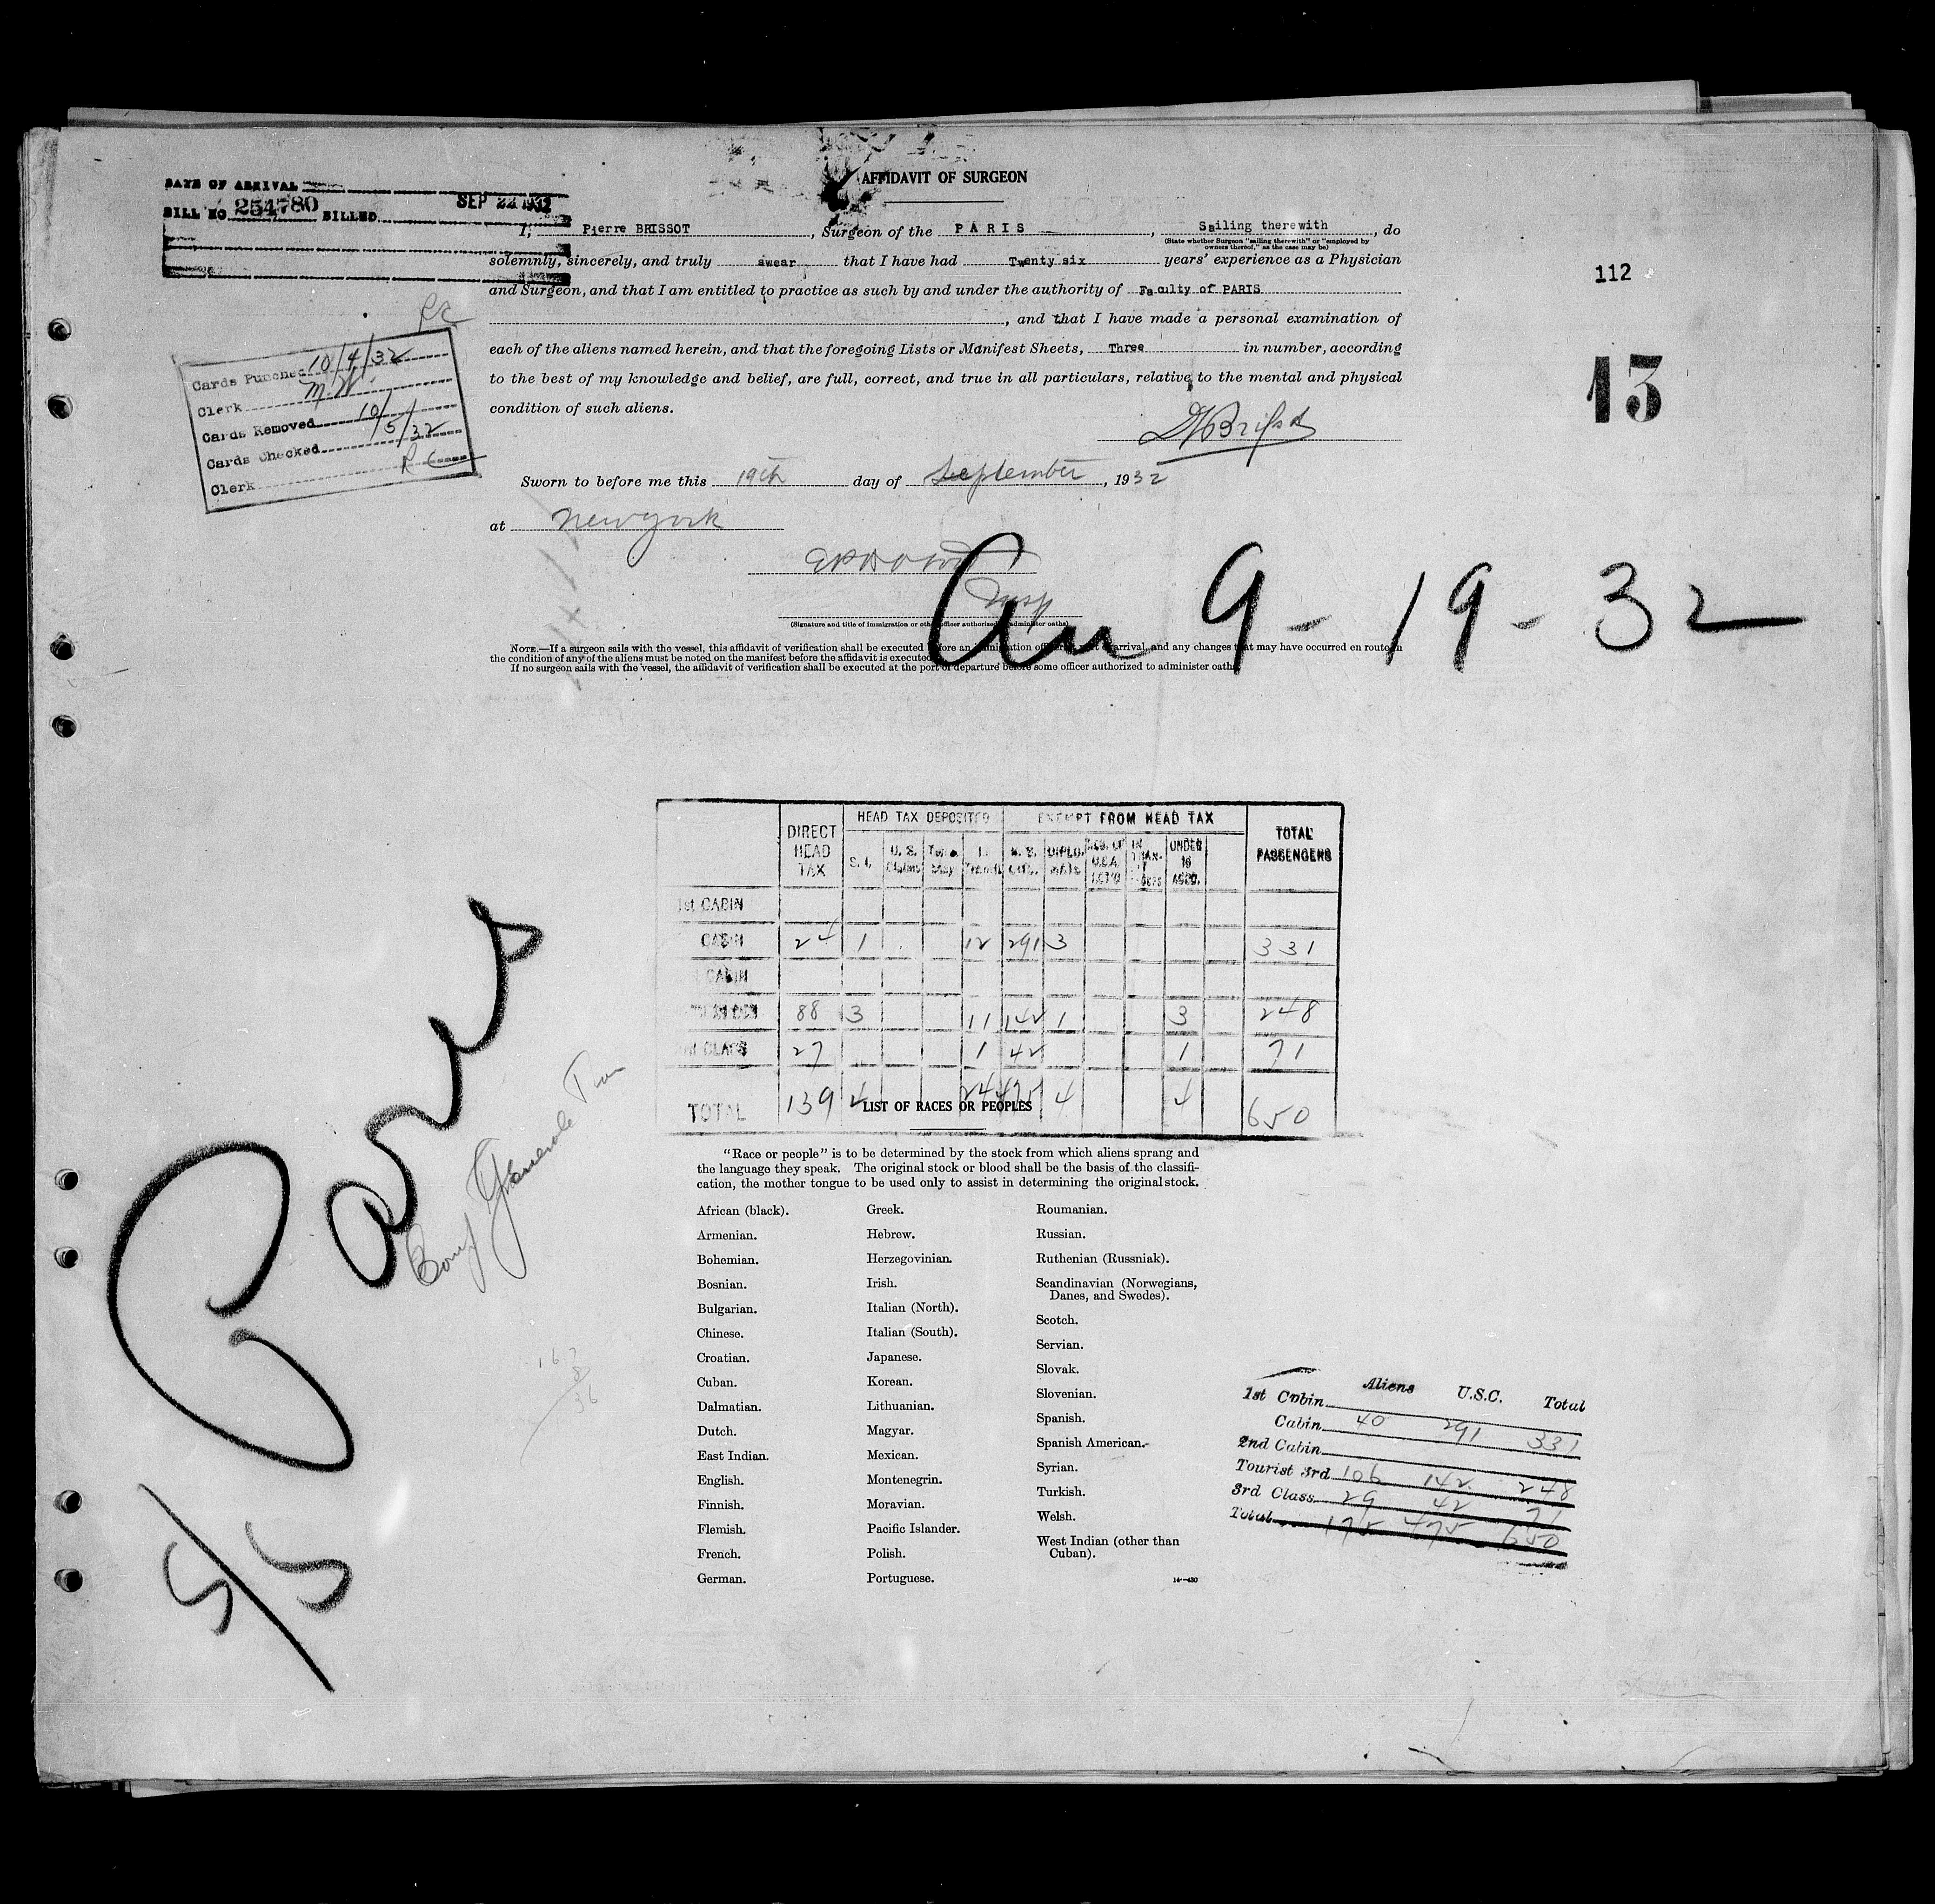 AFFIDAVIT OF SURGEON
DATE OF ARRIVAL
BILL NO. 254780 BILLED SEP 22 1932
I, Pierre BRISSOT, Surgeon of the PARIS, Sailing therewith, do
(State whether Surgeon "sailing therewith" or "employed by
owners thereof," as the case may be)
solemnly, sincerely, and truly swear that I have had Twenty six years' experience as a Physician
and Surgeon, and that I am entitled to practice as such by and under the authority of Faculty of PARIS
, and that I have made a personal examination of
each of the aliens named herein, and that the foregoing Lists or Manifest Sheets, Three in number, according
to the best of my knowledge and belief, are full, correct, and true in all particulars, relative to the mental and physical
condition of such aliens.
112
13
Cards Punched 10/4/32
Clerk M.W.
Cards Removed 10/5/32
Cards Checked
Clerk RC
Sworn to before me this 19th day of September, 1932
at New York
Insp
(Signature and title of immigration or other officer authorized to administer oaths)
9-19-32
NOTE.—If a surgeon sails with the vessel, this affidavit of verification shall be executed before an immigration officer at port of arrival, and any changes that may have occurred en route in
the condition of any of the aliens must be noted on the manifest before the affidavit is executed.
If no surgeon sails with the vessel, the affidavit of verification shall be executed at the port of departure before some officer authorized to administer oaths.
DIRECT HEAD TAX HEAD TAX DEPOSITED EXEMPT FROM HEAD TAX TOTAL PASSENGERS
S. I. U. S. Claims In Transit U. S. Citz. DIPLOMATS UNDER 16 ACCO.
1st CABIN
CABIN 24 1 12 291 3 331
CABIN
88 3 11 142 1 3 248
CLASS 27 1 42 1 71
TOTAL 139 4 24 475 4 4 650
LIST OF RACES OR PEOPLES
"Race or people" is to be determined by the stock from which aliens sprang and
the language they speak. The original stock or blood shall be the basis of the classifi-
cation, the mother tongue to be used only to assist in determining the original stock.
African (black).
Armenian.
Bohemian.
Bosnian.
Bulgarian.
Chinese.
Croatian.
Cuban.
Dalmatian.
Dutch.
East Indian.
English.
Finnish.
Flemish.
French.
German.
Greek.
Hebrew.
Herzegovinian.
Irish.
Italian (North).
Italian (South).
Japanese.
Korean.
Lithuanian.
Magyar.
Mexican.
Montenegrin.
Moravian.
Pacific Islander.
Polish.
Portuguese.
Roumanian.
Russian.
Ruthenian (Russniak).
Scandinavian (Norwegians,
Danes, and Swedes).
Scotch.
Servian.
Slovak.
Slovenian.
Spanish.
Spanish American.
Syrian.
Turkish.
Welsh.
West Indian (other than
Cuban).
14-430
S/S Paris
Aliens U.S.C. Total
1st Cabin
Cabin 40 291 331
2nd Cabin
Tourist 3rd 106 142 248
3rd Class 29 42 71
Total 175 475 650